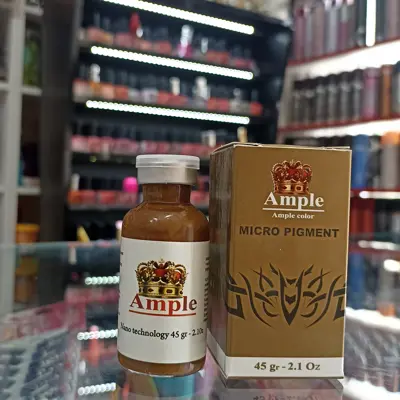 Ample
Nano technology 45 gr - 2.1Oz
Ample
Ample color
MICRO PIGMENT
45 gr - 2.1 Oz